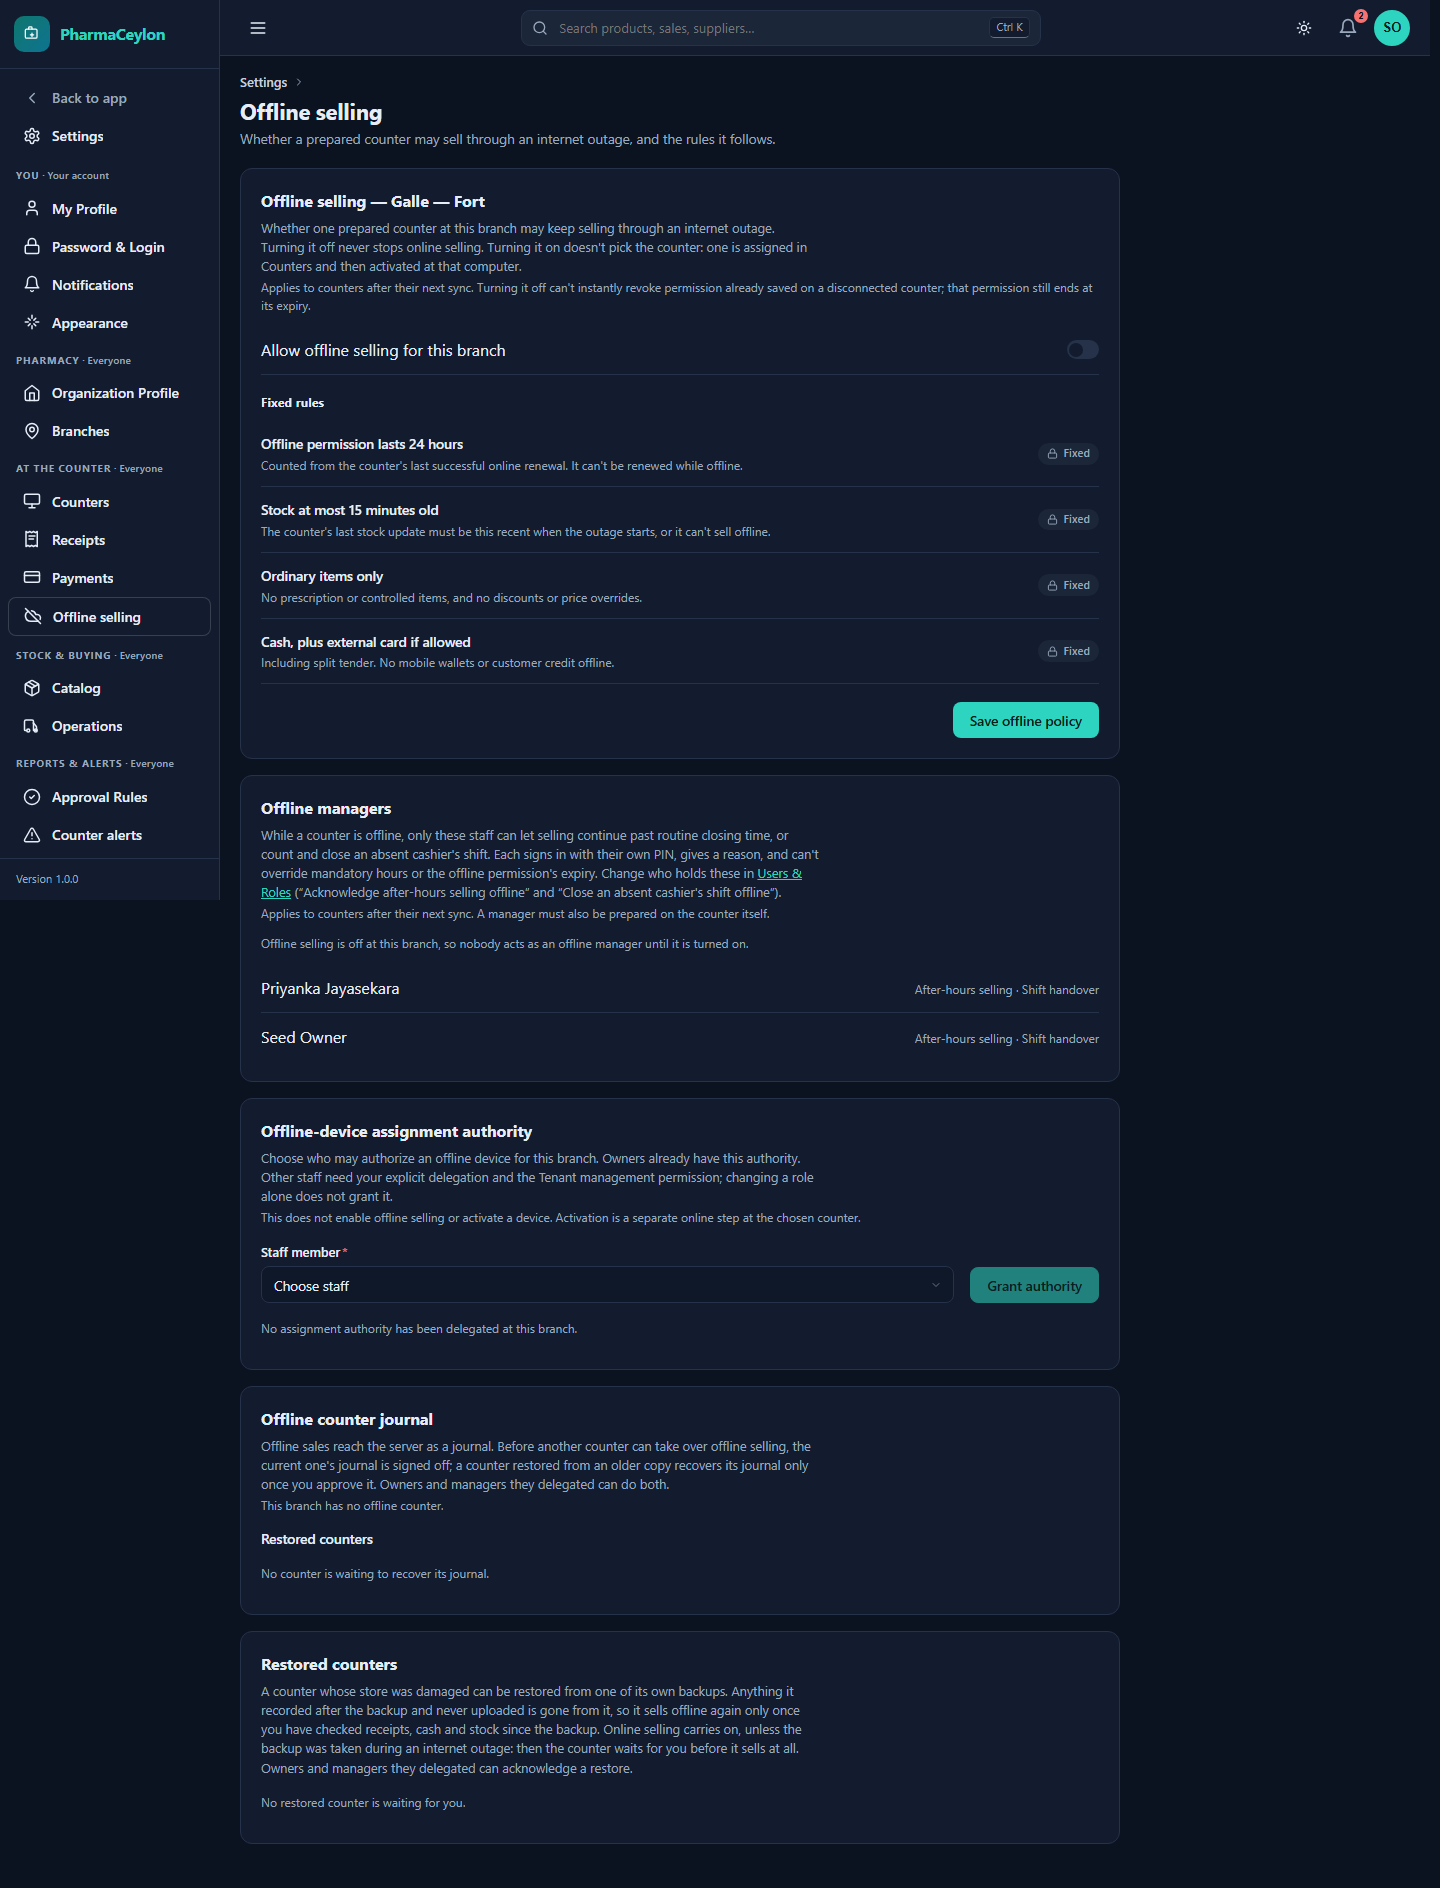 PharmaCeylon
Search products, sales, suppliers...
Ctrl K
2
SO
Back to app
Settings
YOU · Your account
My Profile
Password & Login
Notifications
Appearance
PHARMACY · Everyone
Organization Profile
Branches
AT THE COUNTER · Everyone
Counters
Receipts
Payments
Offline selling
STOCK & BUYING · Everyone
Catalog
Operations
REPORTS & ALERTS · Everyone
Approval Rules
Counter alerts
Version 1.0.0
Settings
Offline selling
Whether a prepared counter may sell through an internet outage, and the rules it follows.
Offline selling — Galle — Fort
Whether one prepared counter at this branch may keep selling through an internet outage.
Turning it off never stops online selling. Turning it on doesn't pick the counter: one is assigned in
Counters and then activated at that computer.
Applies to counters after their next sync. Turning it off can't instantly revoke permission already saved on a disconnected counter; that permission still ends at
its expiry.
Allow offline selling for this branch
Fixed rules
Offline permission lasts 24 hours
Counted from the counter's last successful online renewal. It can't be renewed while offline.
Fixed
Stock at most 15 minutes old
The counter's last stock update must be this recent when the outage starts, or it can't sell offline.
Fixed
Ordinary items only
No prescription or controlled items, and no discounts or price overrides.
Fixed
Cash, plus external card if allowed
Including split tender. No mobile wallets or customer credit offline.
Fixed
Save offline policy
Offline managers
While a counter is offline, only these staff can let selling continue past routine closing time, or
count and close an absent cashier's shift. Each signs in with their own PIN, gives a reason, and can't
override mandatory hours or the offline permission's expiry. Change who holds these in Users &
Roles (“Acknowledge after-hours selling offline” and “Close an absent cashier's shift offline”).
Applies to counters after their next sync. A manager must also be prepared on the counter itself.
Offline selling is off at this branch, so nobody acts as an offline manager until it is turned on.
Priyanka Jayasekara
After-hours selling · Shift handover
Seed Owner
After-hours selling · Shift handover
Offline-device assignment authority
Choose who may authorize an offline device for this branch. Owners already have this authority.
Other staff need your explicit delegation and the Tenant management permission; changing a role
alone does not grant it.
This does not enable offline selling or activate a device. Activation is a separate online step at the chosen counter.
Staff member *
Choose staff
Grant authority
No assignment authority has been delegated at this branch.
Offline counter journal
Offline sales reach the server as a journal. Before another counter can take over offline selling, the
current one's journal is signed off; a counter restored from an older copy recovers its journal only
once you approve it. Owners and managers they delegated can do both.
This branch has no offline counter.
Restored counters
No counter is waiting to recover its journal.
Restored counters
A counter whose store was damaged can be restored from one of its own backups. Anything it
recorded after the backup and never uploaded is gone from it, so it sells offline again only once
you have checked receipts, cash and stock since the backup. Online selling carries on, unless the
backup was taken during an internet outage: then the counter waits for you before it sells at all.
Owners and managers they delegated can acknowledge a restore.
No restored counter is waiting for you.